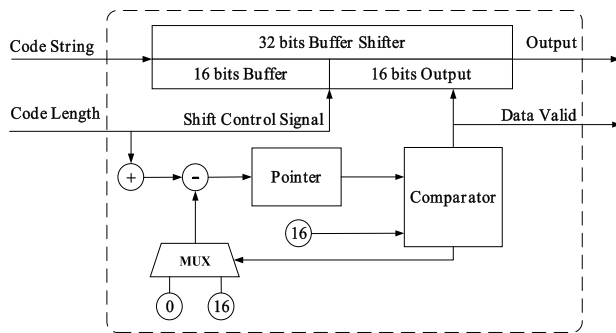 Code String
32 bits Buffer Shifter
Output
16 bits Buffer
16 bits Output
Code Length
Shift Control Signal
Data Valid
+
-
Pointer
Comparator
16
MUX
0
16